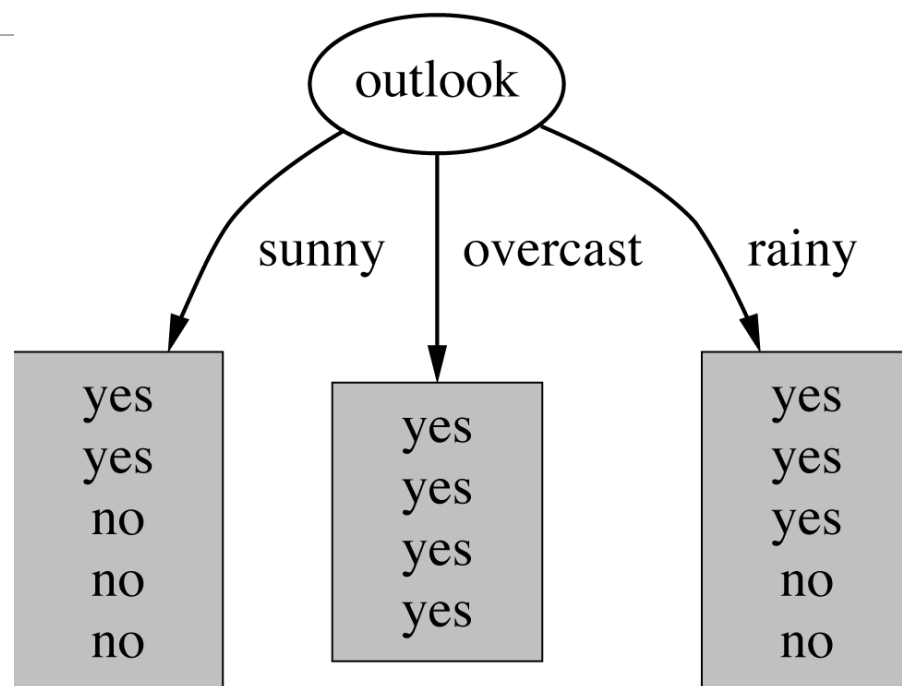 outlook
sunny overcast rainy
yes
yes
no
no
no
yes
yes
yes
yes
yes
yes
yes
no
no